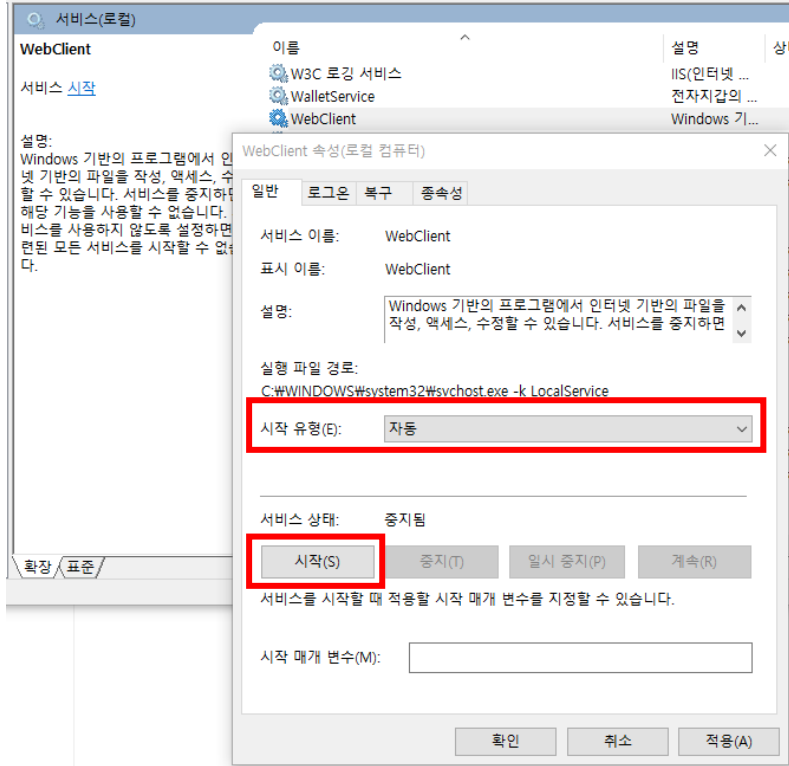 서비스(로컬)
WebClient
서비스 시작
설명:
Windows 기반의 프로그램에서 인
넷 기반의 파일을 작성, 액세스, 수
할 수 있습니다. 서비스를 중지하면
해당 기능을 사용할 수 없습니다.
비스를 사용하지 않도록 설정하면
련된 모든 서비스를 시작할 수 없습
다.
확장 표준
이름 설명 상태
W3C 로깅 서비스 IIS(인터넷 ...
WalletService 전자지갑의 ...
WebClient Windows 기...
WebClient 속성(로컬 컴퓨터)
일반 로그온 복구 종속성
서비스 이름: WebClient
표시 이름: WebClient
설명: Windows 기반의 프로그램에서 인터넷 기반의 파일을
작성, 액세스, 수정할 수 있습니다. 서비스를 중지하면
실행 파일 경로:
C:₩WINDOWS₩system32₩svchost.exe -k LocalService
시작 유형(E): 자동
서비스 상태: 중지됨
시작(S) 중지(T) 일시 중지(P) 계속(R)
서비스를 시작할 때 적용할 시작 매개 변수를 지정할 수 있습니다.
시작 매개 변수(M):
확인 취소 적용(A)